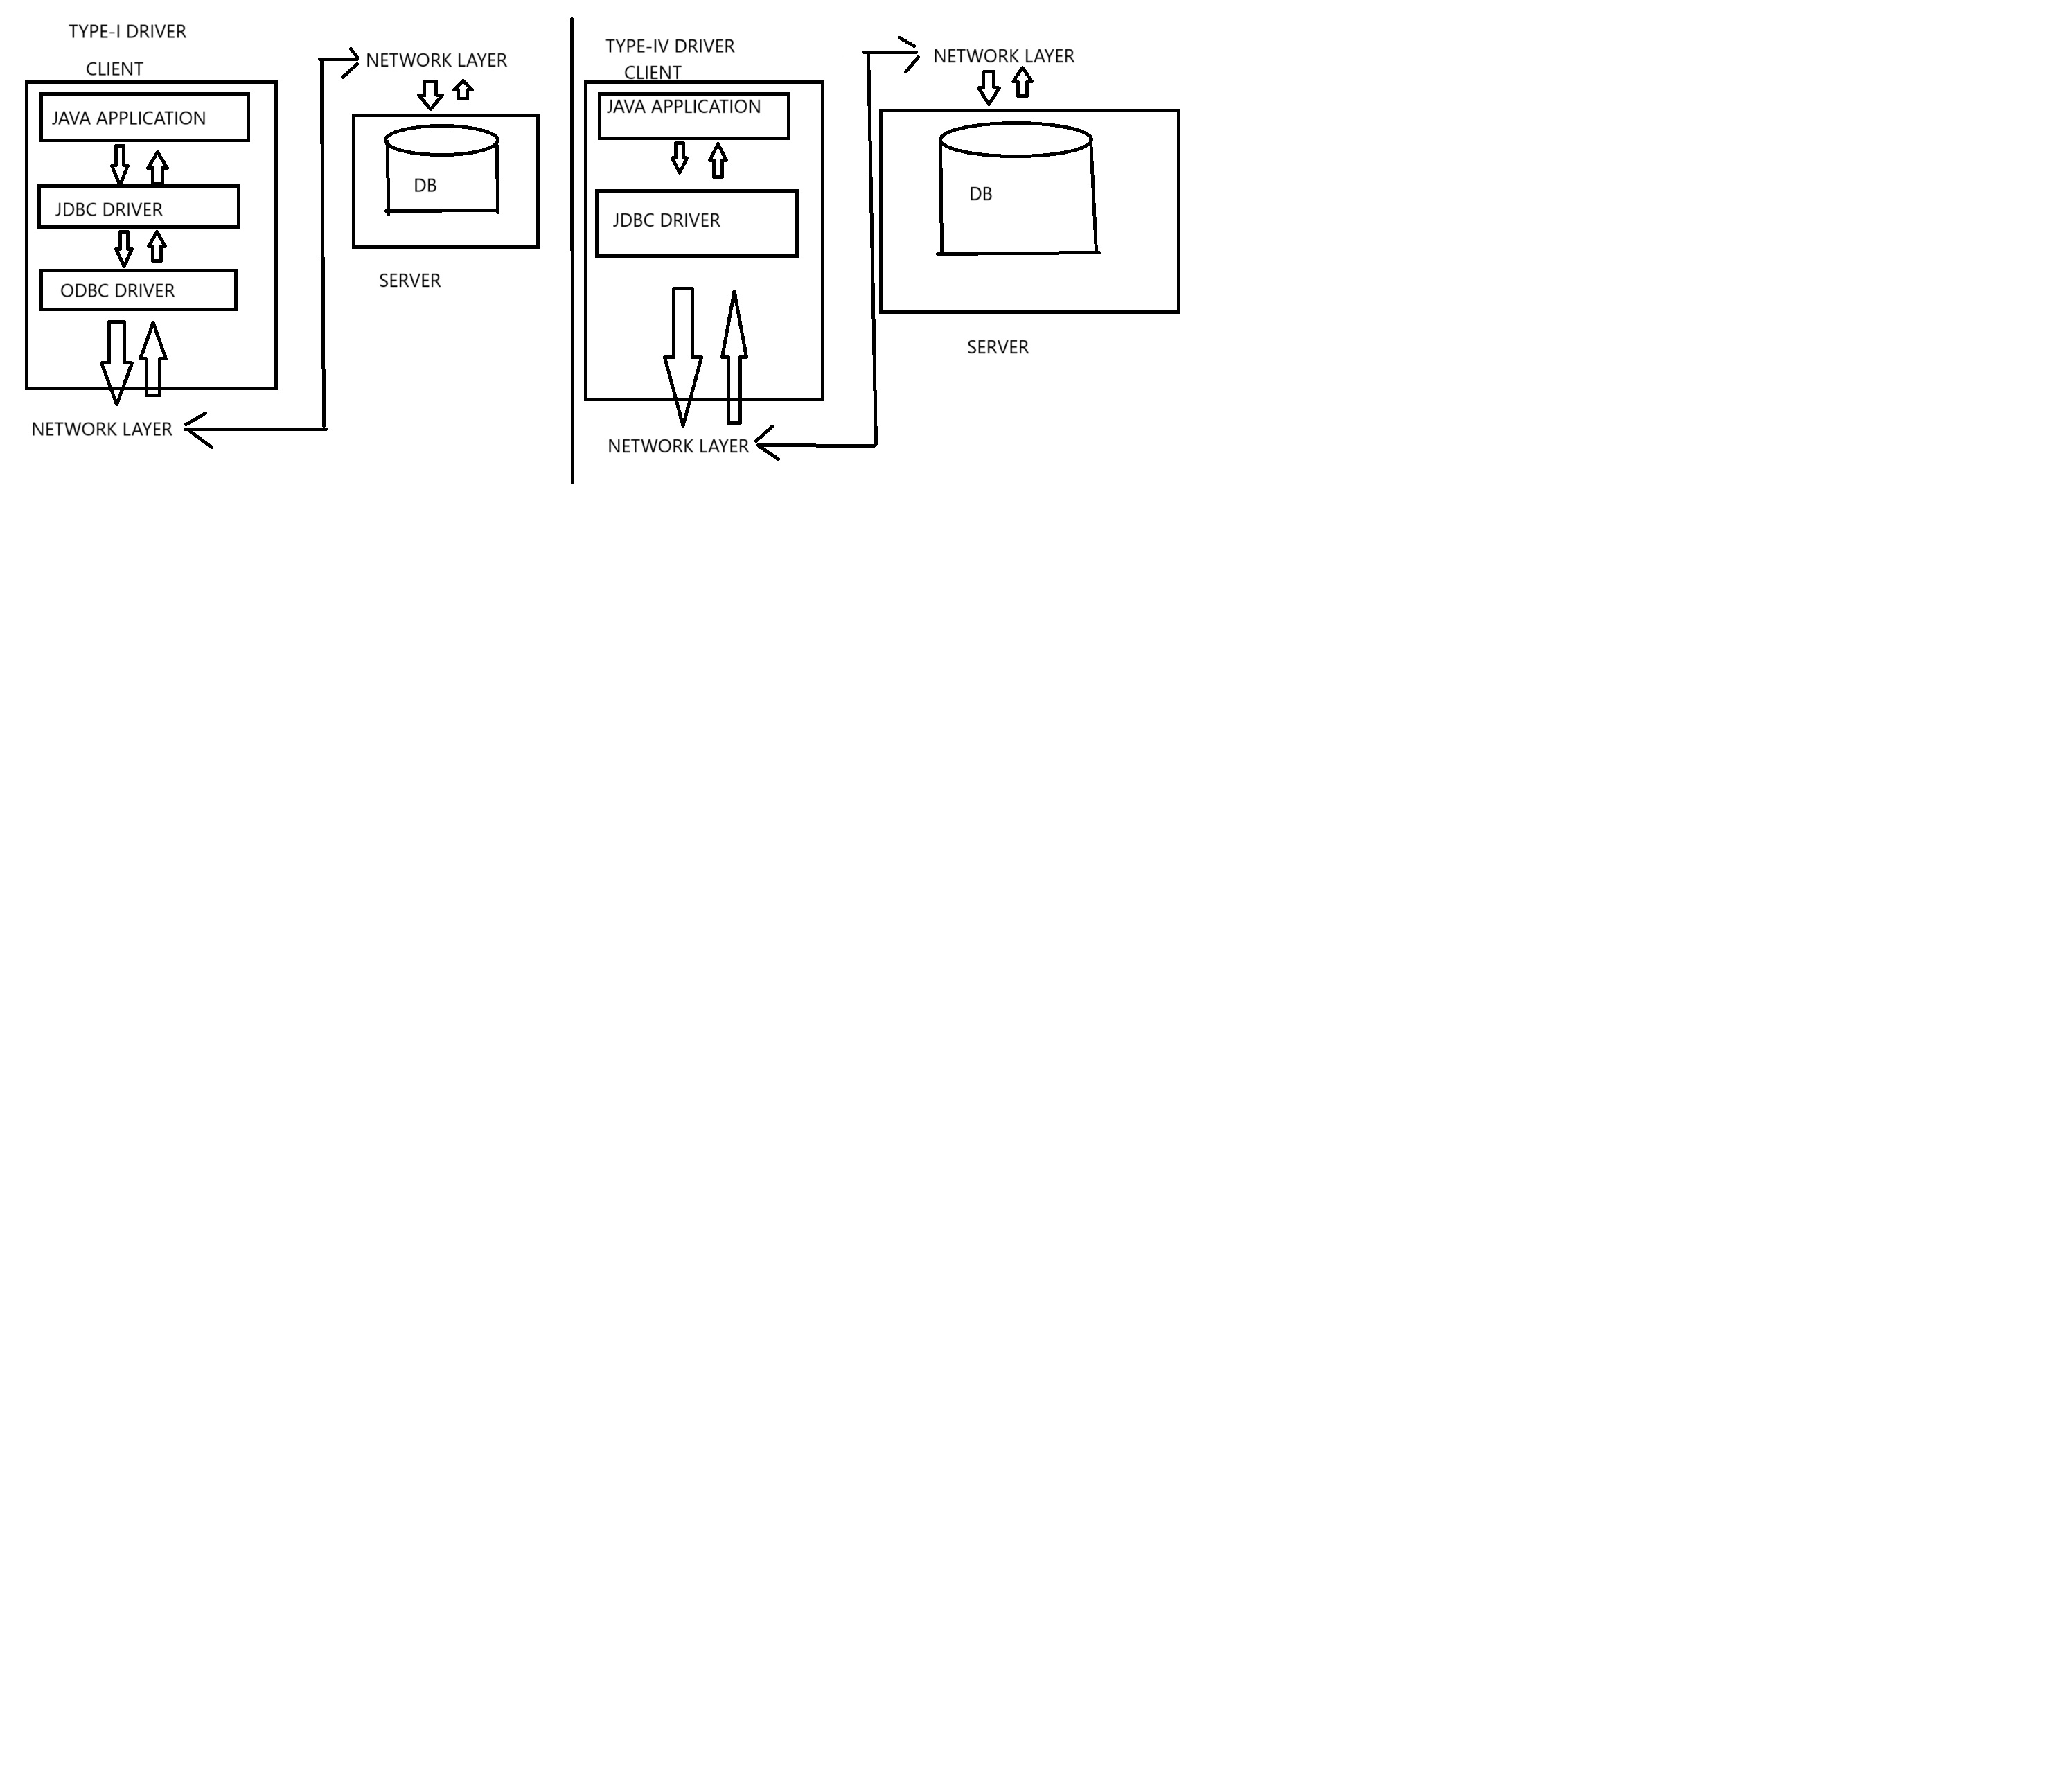 TYPE-I DRIVER
CLIENT
JAVA APPLICATION
JDBC DRIVER
ODBC DRIVER
NETWORK LAYER
NETWORK LAYER
DB
SERVER
TYPE-IV DRIVER
CLIENT
JAVA APPLICATION
JDBC DRIVER
NETWORK LAYER
NETWORK LAYER
DB
SERVER